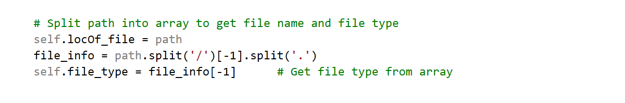 # Split path into array to get file name and file type
self.locOf_file = path
file_info = path.split('/')[-1].split('.')
self.file_type = file_info[-1]      # Get file type from array